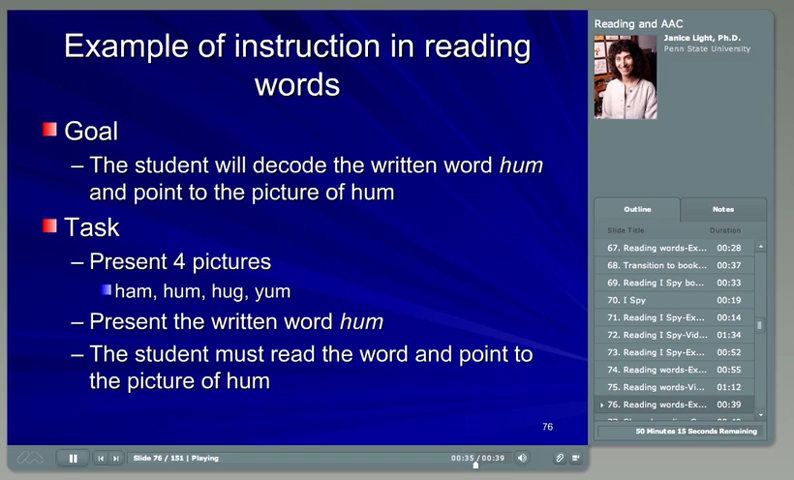 Example of instruction in reading
words
Goal
– The student will decode the written word hum
and point to the picture of hum
Task
– Present 4 pictures
ham, hum, hug, yum
– Present the written word hum
– The student must read the word and point to
the picture of hum
76
Slide 76 / 151 | Playing
00:35 / 00:39
Reading and AAC
Janice Light, Ph.D.
Penn State University
Outline
Notes
Slide Title Duration
67. Reading words-Ex... 00:28
68. Transition to book... 00:37
69. Reading I Spy bo... 00:33
70. I Spy 00:19
71. Reading I Spy-Ex... 00:14
72. Reading I Spy-Vid... 01:34
73. Reading I Spy-Ex... 00:52
74. Reading words-Ex... 00:55
75. Reading words-Vi... 01:12
76. Reading words-Ex... 00:39
50 Minutes 15 Seconds Remaining